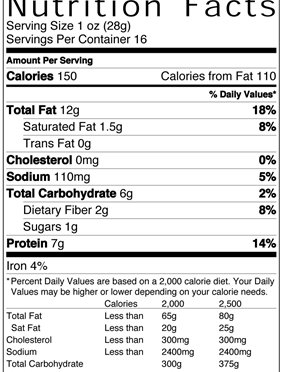 Nutrition Facts
Serving Size 1 oz (28g)
Servings Per Container 16
Amount Per Serving
Calories 150 Calories from Fat 110
% Daily Values*
Total Fat 12g 18%
Saturated Fat 1.5g 8%
Trans Fat 0g
Cholesterol 0mg 0%
Sodium 110mg 5%
Total Carbohydrate 6g 2%
Dietary Fiber 2g 8%
Sugars 1g
Protein 7g 14%
Iron 4%
*Percent Daily Values are based on a 2,000 calorie diet. Your Daily
Values may be higher or lower depending on your calorie needs.
Calories 2,000 2,500
Total Fat Less than 65g 80g
Sat Fat Less than 20g 25g
Cholesterol Less than 300mg 300mg
Sodium Less than 2400mg 2400mg
Total Carbohydrate 300g 375g